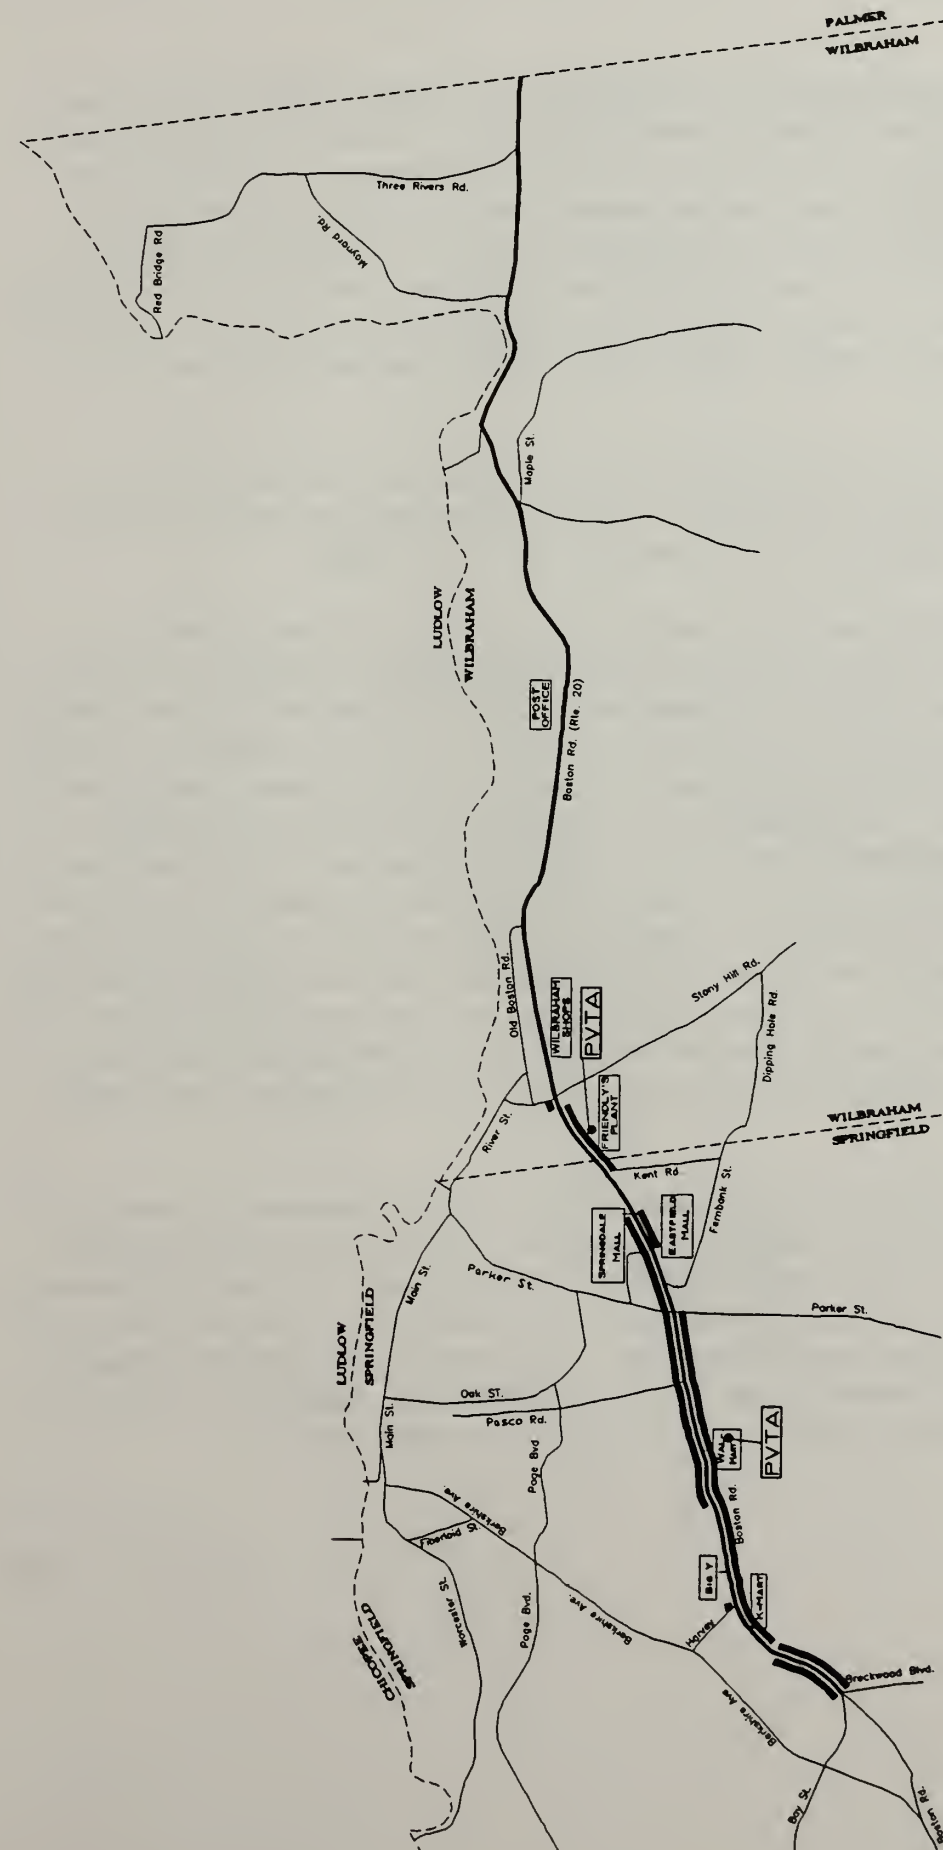 PALMER
WILBRAHAM
Three Rivers Rd.
Maynard Rd.
Red Bridge Rd
Maple St.
LUDLOW
WILBRAHAM
POST
OFFICE
Boston Rd. (Rte. 20)
Old Boston Rd.
WILBRAHAM
SHOPS
PVTA
Stony Hill Rd.
Dipping Hole Rd.
FRIENDLY'S
PLANT
River St.
WILBRAHAM
SPRINGFIELD
Kent Rd
Fernbank St.
SPRINGDALE
MALL
EASTFIELD
MALL
Main St.
Parker St.
Parker St.
LUDLOW
SPRINGFIELD
Oak ST.
Pasco Rd.
Main St.
Page Blvd
WAL
MART
PVTA
Boston Rd.
Berkshire Ave.
Fiberloid St.
BIG Y
K-MART
Worcester St.
Page Blvd.
Berkshire Ave.
Harvey
CHICOPEE
SPRINGFIELD
Breckwood Blvd.
Berkshire Ave
Bay St.
Boston Rd.